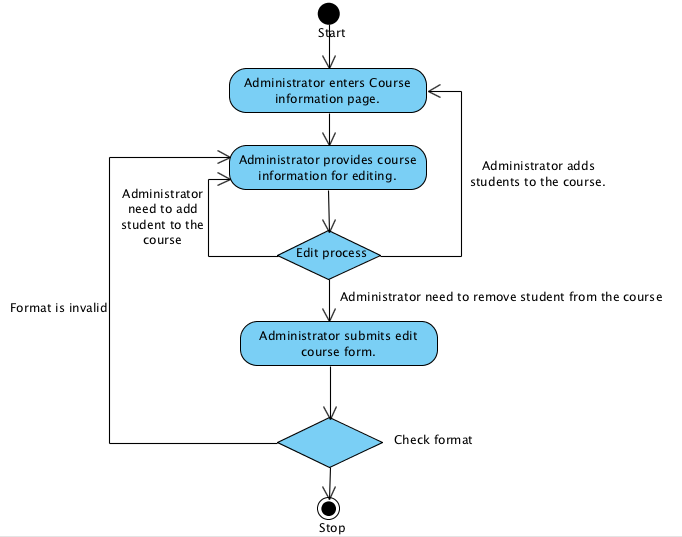 Start
Administrator enters Course
information page.
Administrator provides course
information for editing.
Administrator adds
students to the course.
Administrator
need to add
student to the
course
Edit process
Administrator need to remove student from the course
Format is invalid
Administrator submits edit
course form.
Check format
Stop